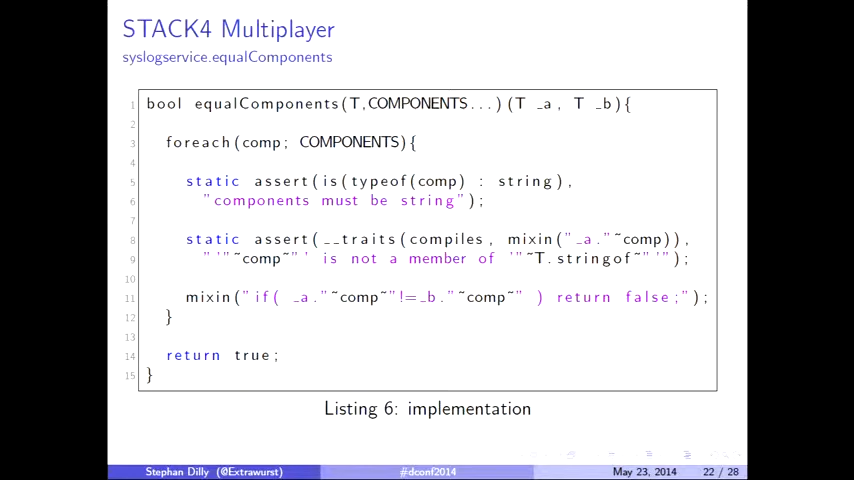 STACK4 Multiplayer
syslogservice.equalComponents
1 bool equalComponents(T,COMPONENTS...)(T _a, T _b){
2
3 foreach(comp; COMPONENTS){
4
5 static assert(is(typeof(comp) : string),
6 "components must be string");
7
8 static assert(__traits(compiles, mixin("_a."~comp)),
9 "'"~comp~"' is not a member of '"~T.stringof~"'");
10
11 mixin("if( _a."~comp~"!=_b."~comp~" ) return false;");
12 }
13
14 return true;
15 }
Listing 6: implementation
Stephan Dilly (@Extrawurst) #dconf2014 May 23, 2014 22 / 28